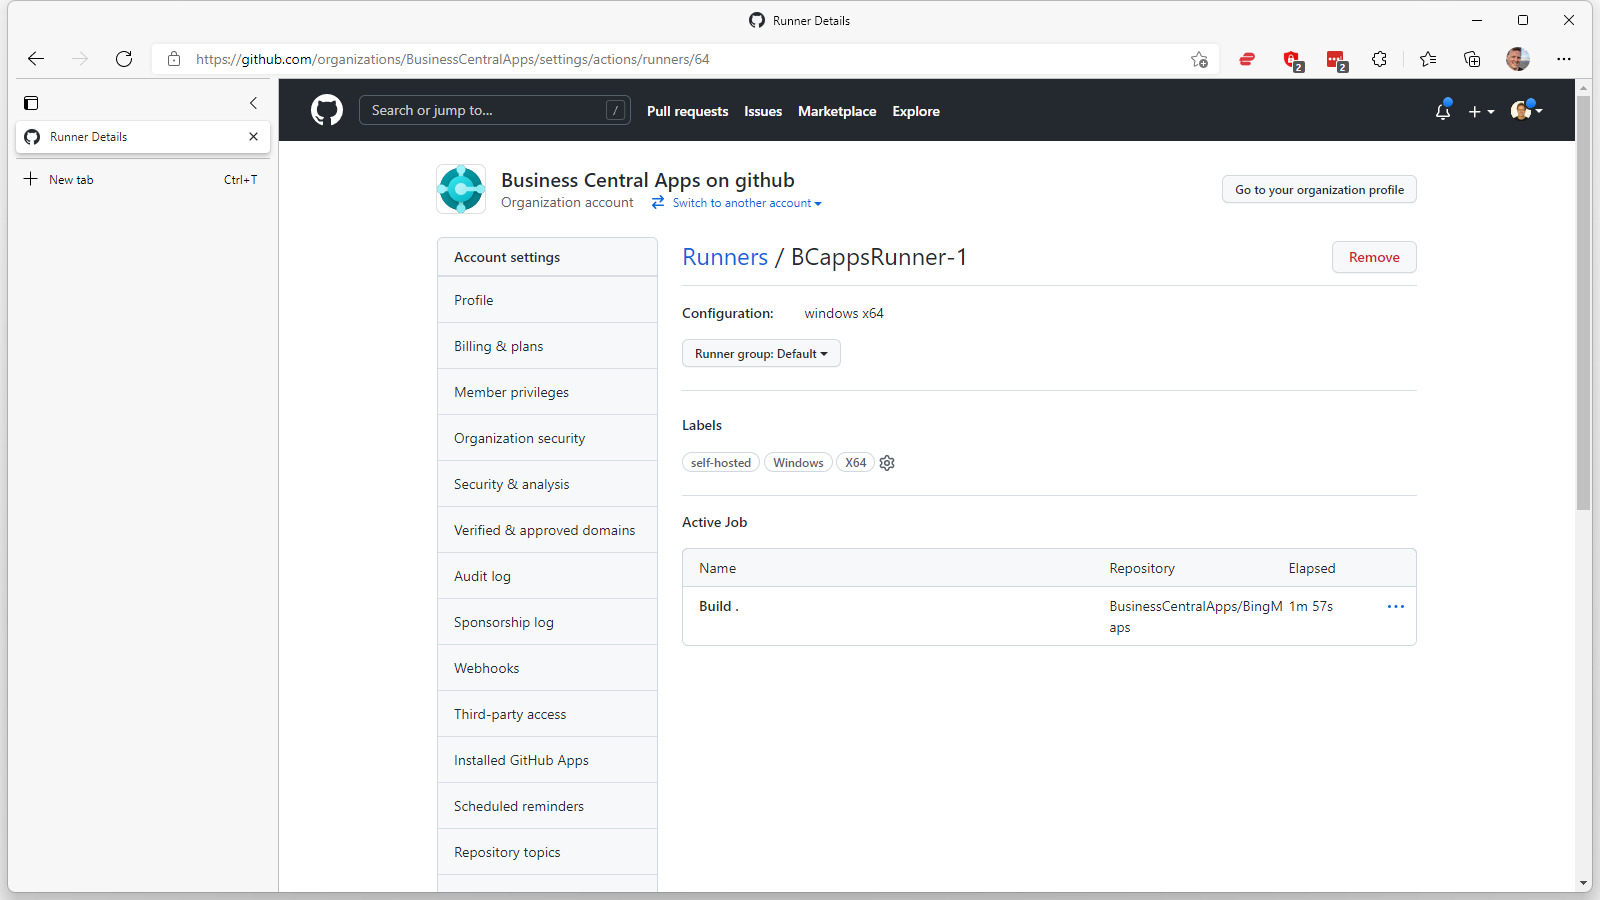 Runner Details
https://github.com/organizations/BusinessCentralApps/settings/actions/runners/64
2
2
Runner Details
New tab Ctrl+T
Search or jump to... /
Pull requests Issues Marketplace Explore
Business Central Apps on github
Organization account Switch to another account
Go to your organization profile
Account settings
Profile
Billing & plans
Member privileges
Organization security
Security & analysis
Verified & approved domains
Audit log
Sponsorship log
Webhooks
Third-party access
Installed GitHub Apps
Scheduled reminders
Repository topics
Runners / BCappsRunner-1
Remove
Configuration: windows x64
Runner group: Default
Labels
self-hosted Windows X64
Active Job
Name Repository Elapsed
Build . BusinessCentralApps/BingM 1m 57s
aps